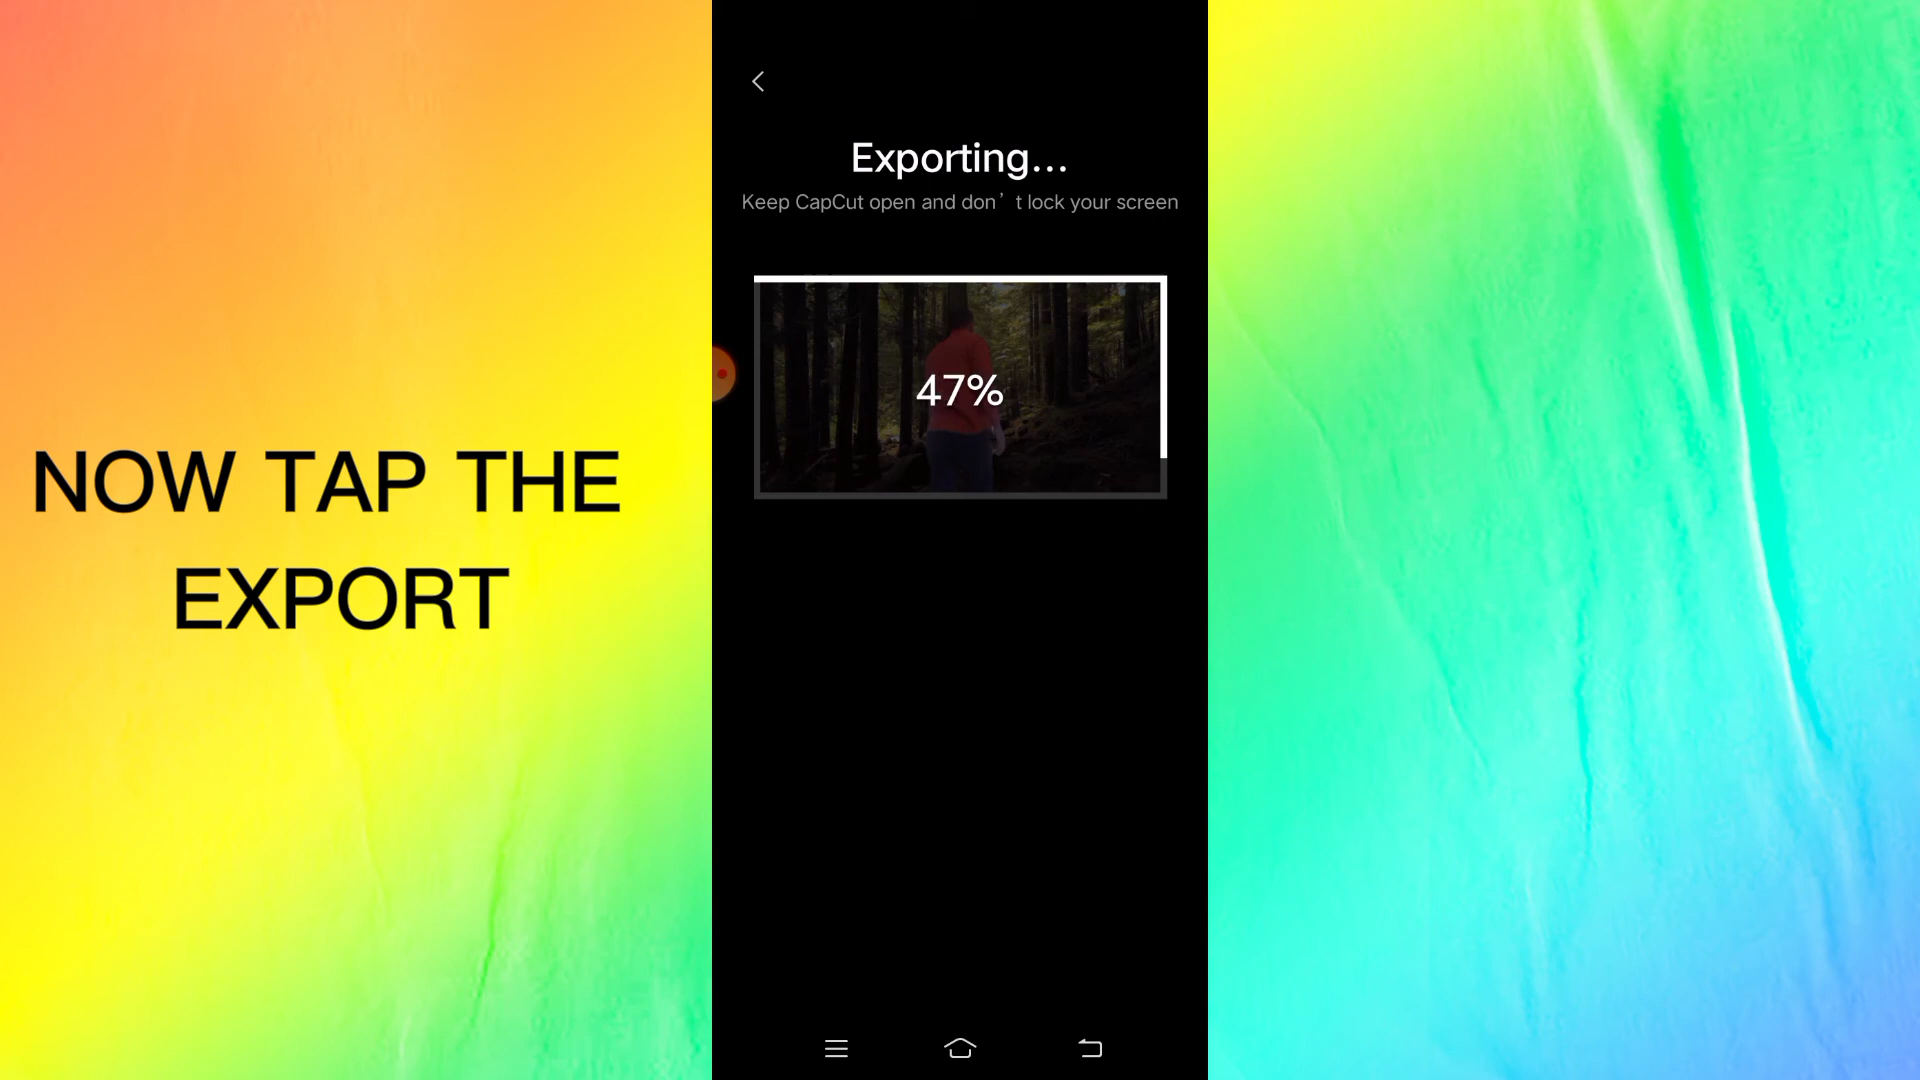 NOW TAP THE
EXPORT
Exporting...
Keep CapCut open and don’t lock your screen
47%